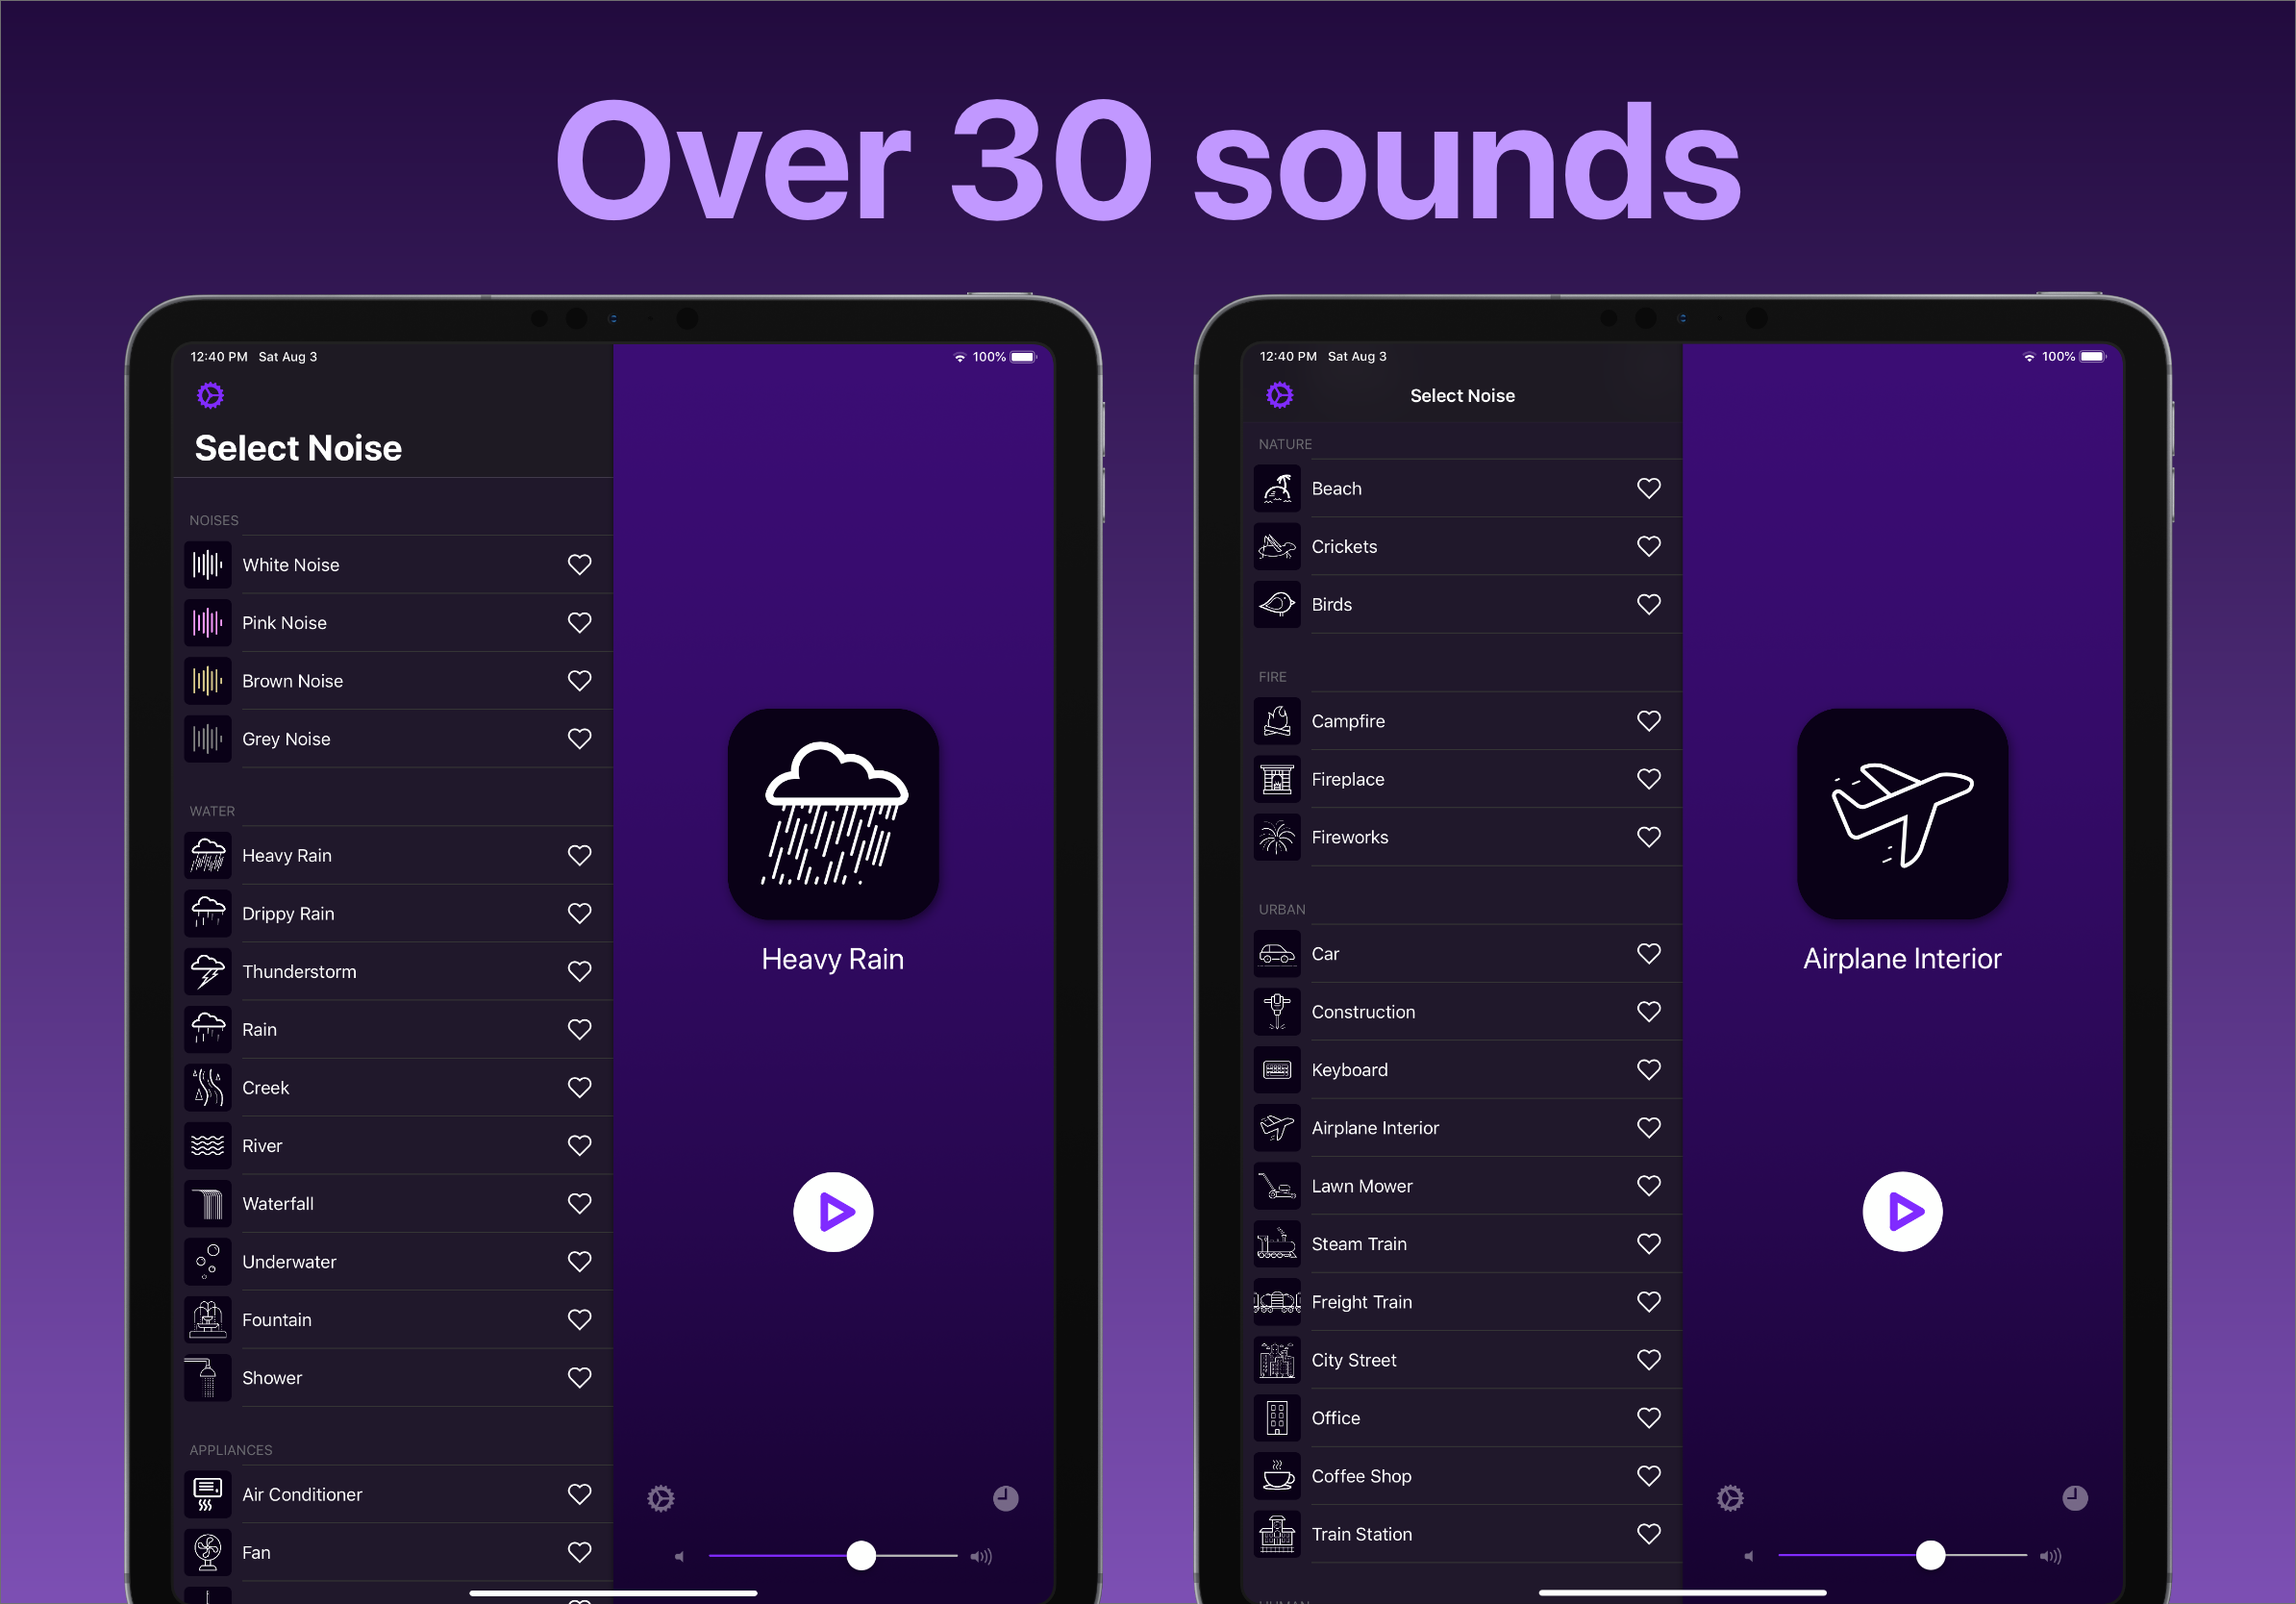 Over 30 sounds
12:40 PM Sat Aug 3
100%
Select Noise
NOISES
White Noise
Pink Noise
Brown Noise
Grey Noise
WATER
Heavy Rain
Drippy Rain
Thunderstorm
Rain
Creek
River
Waterfall
Underwater
Fountain
Shower
APPLIANCES
Air Conditioner
Fan
Heavy Rain
12:40 PM Sat Aug 3
100%
Select Noise
NATURE
Beach
Crickets
Birds
FIRE
Campfire
Fireplace
Fireworks
URBAN
Car
Construction
Keyboard
Airplane Interior
Lawn Mower
Steam Train
Freight Train
City Street
Office
Coffee Shop
Train Station
Airplane Interior